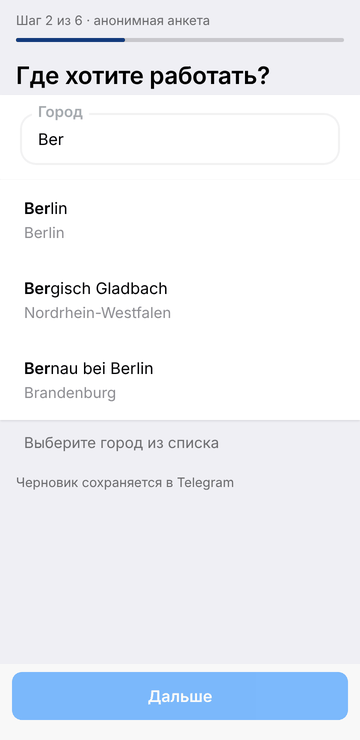 Шаг 2 из 6 · анонимная анкета
Где хотите работать?
Город
Ber
Berlin
Berlin
Bergisch Gladbach
Nordrhein-Westfalen
Bernau bei Berlin
Brandenburg
Выберите город из списка
Черновик сохраняется в Telegram
Дальше